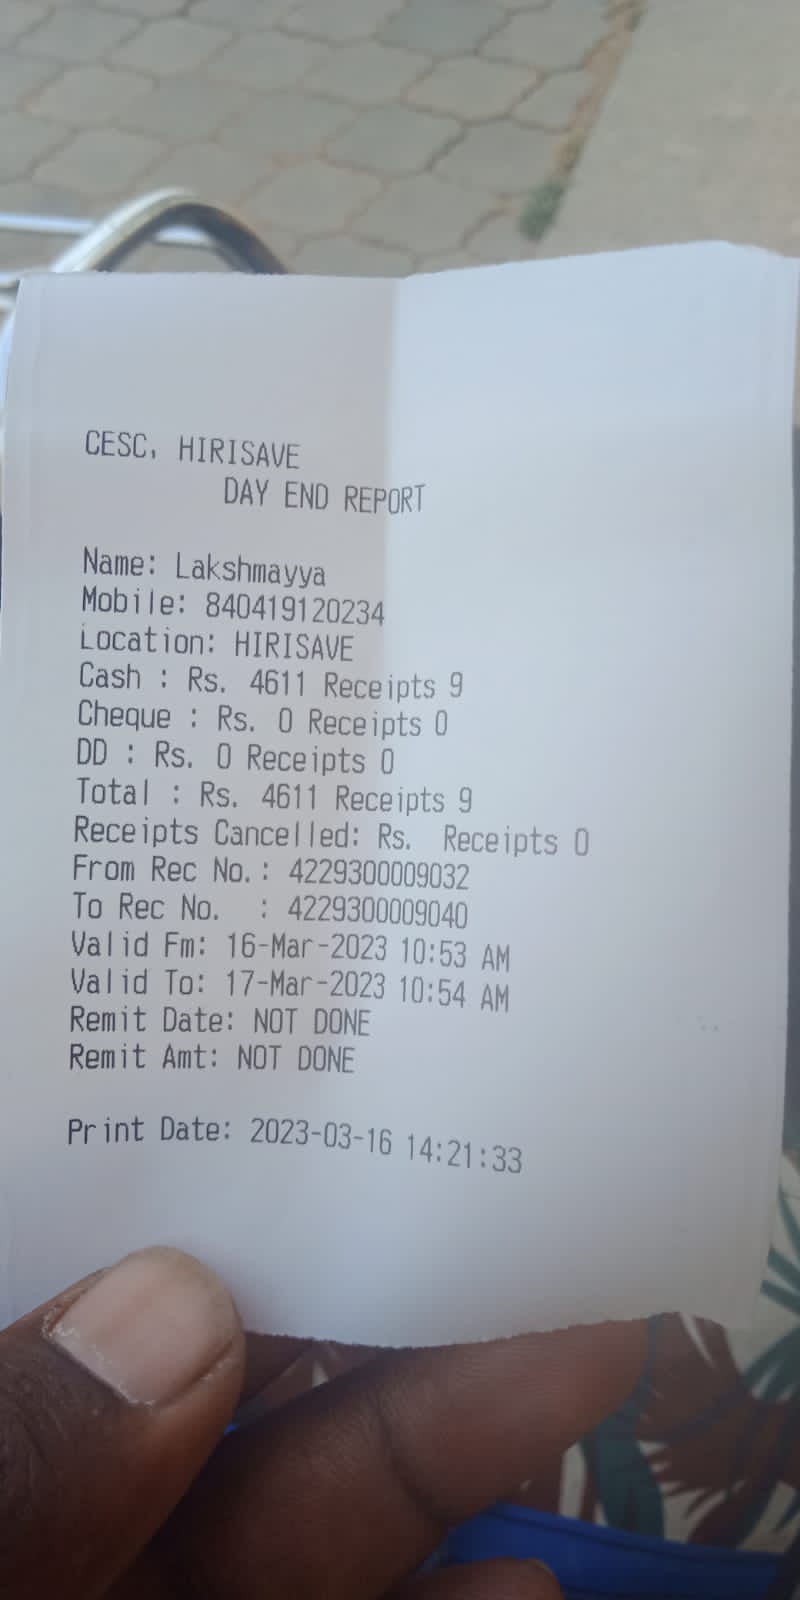 CESC, HIRISAVE
DAY END REPORT
Name: Lakshmayya
Mobile: 840419120234
Location: HIRISAVE
Cash : Rs. 4611 Receipts 9
Cheque : Rs. 0 Receipts 0
DD : Rs. 0 Receipts 0
Total : Rs. 4611 Receipts 9
Receipts Cancelled: Rs. Receipts 0
From Rec No.: 4229300009032
To Rec No. : 4229300009040
Valid Fm: 16-Mar-2023 10:53 AM
Valid To: 17-Mar-2023 10:54 AM
Remit Date: NOT DONE
Remit Amt: NOT DONE
Print Date: 2023-03-16 14:21:33